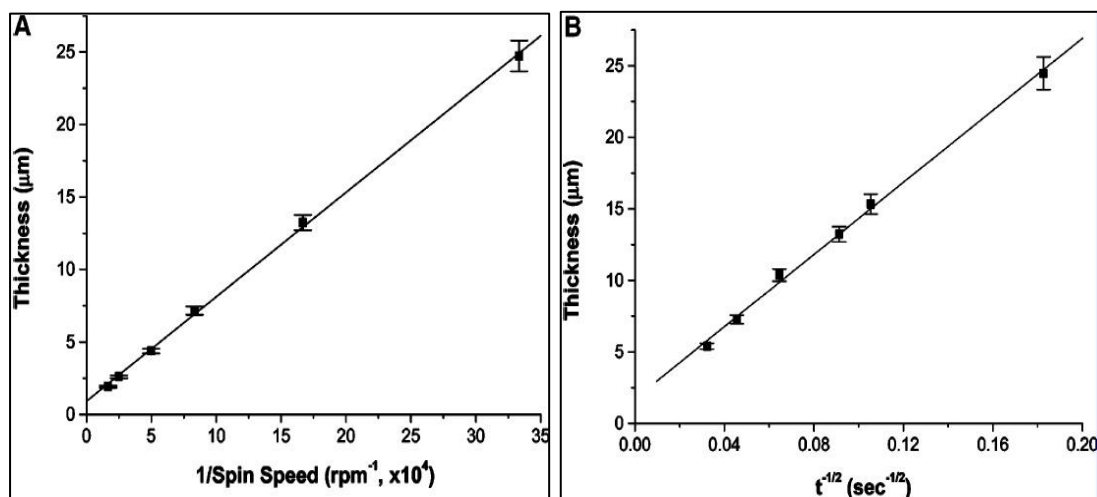 A
Thickness (μm)
25
20
15
10
5
0
0 5 10 15 20 25 30 35
1/Spin Speed (rpm⁻¹, x10⁴)
B
Thickness (μm)
25
20
15
10
5
0
0.00 0.04 0.08 0.12 0.16 0.20
t⁻¹/² (sec⁻¹/²)